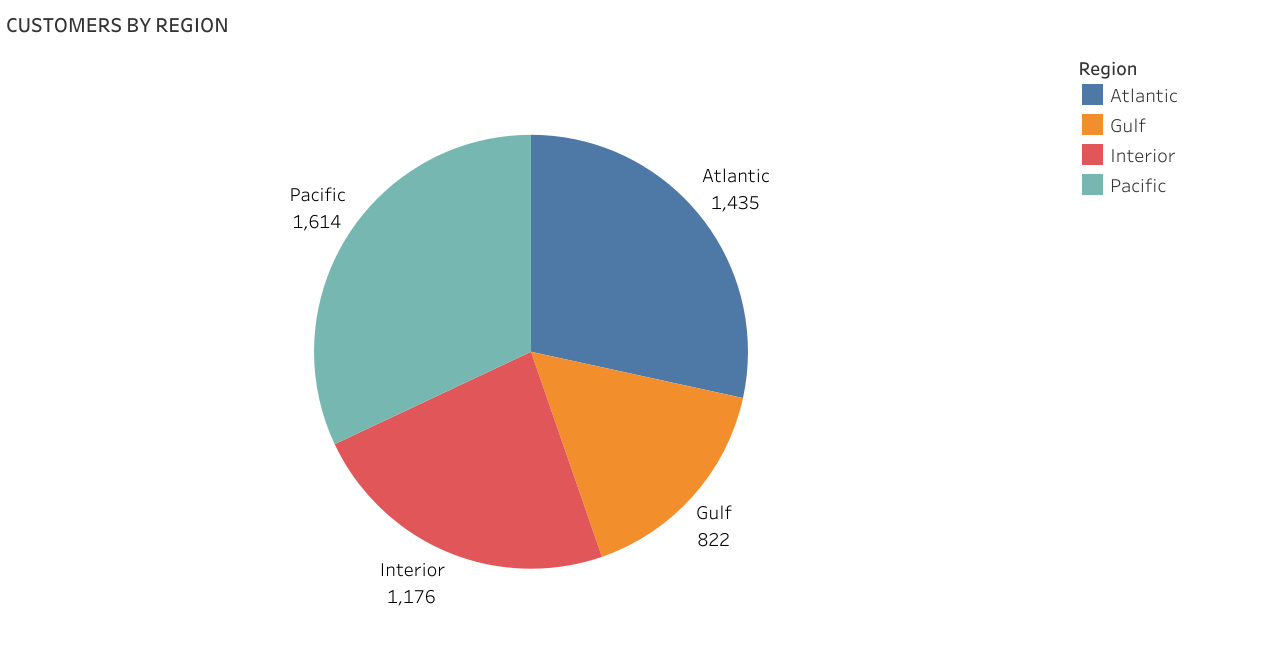 CUSTOMERS BY REGION
Region
Atlantic
Gulf
Interior
Pacific
Atlantic
1,435
Pacific
1,614
Gulf
822
Interior
1,176